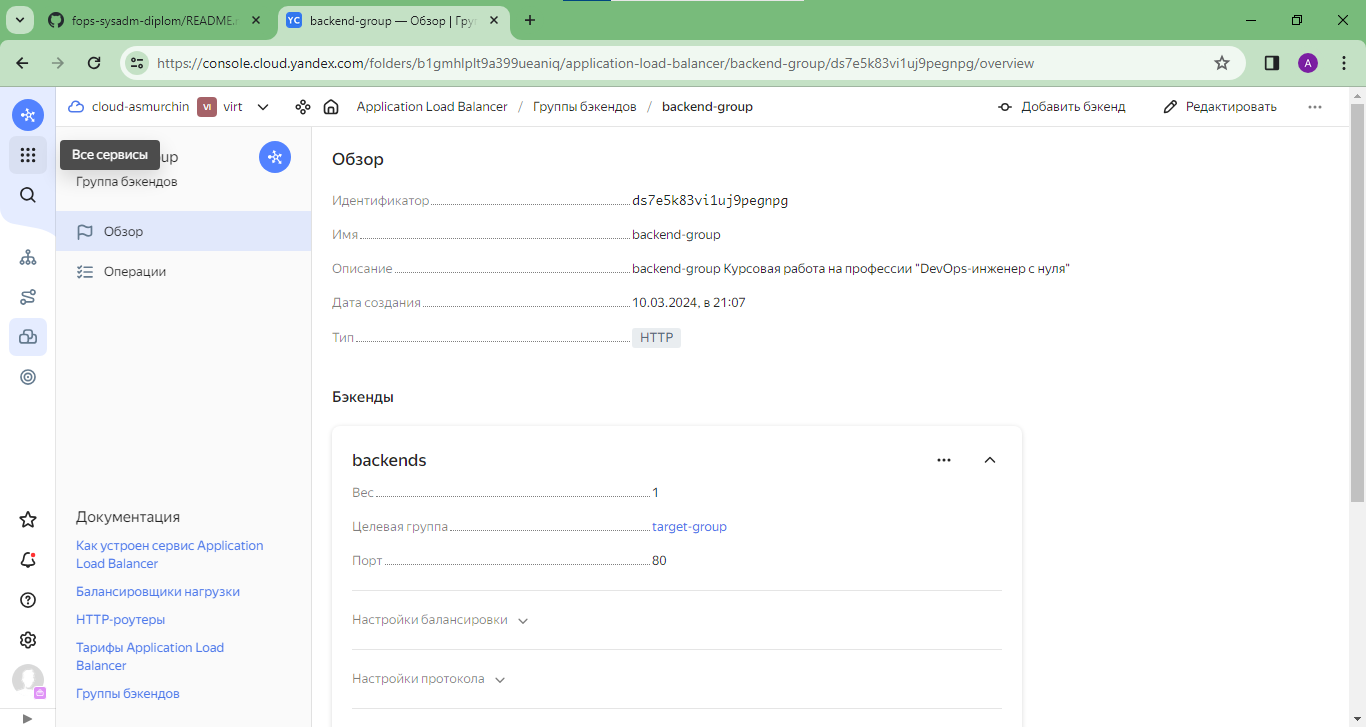 fops-sysadm-diplom/README.
backend-group — Обзор | Гру
https://console.cloud.yandex.com/folders/b1gmhlplt9a399ueaniq/application-load-balancer/backend-group/ds7e5k83vi1uj9pegnpg/overview
A
cloud-asmurchin VI virt
Application Load Balancer / Группы бэкендов / backend-group
Добавить бэкенд
Редактировать
Все сервисы
up
Группа бэкендов
Обзор
Операции
Документация
Как устроен сервис Application
Load Balancer
Балансировщики нагрузки
HTTP-роутеры
Тарифы Application Load
Balancer
Группы бэкендов
Обзор
Идентификатор ds7e5k83vi1uj9pegnpg
Имя backend-group
Описание backend-group Курсовая работа на профессии "DevOps-инженер с нуля"
Дата создания 10.03.2024, в 21:07
Тип HTTP
Бэкенды
backends
Вес 1
Целевая группа target-group
Порт 80
Настройки балансировки
Настройки протокола